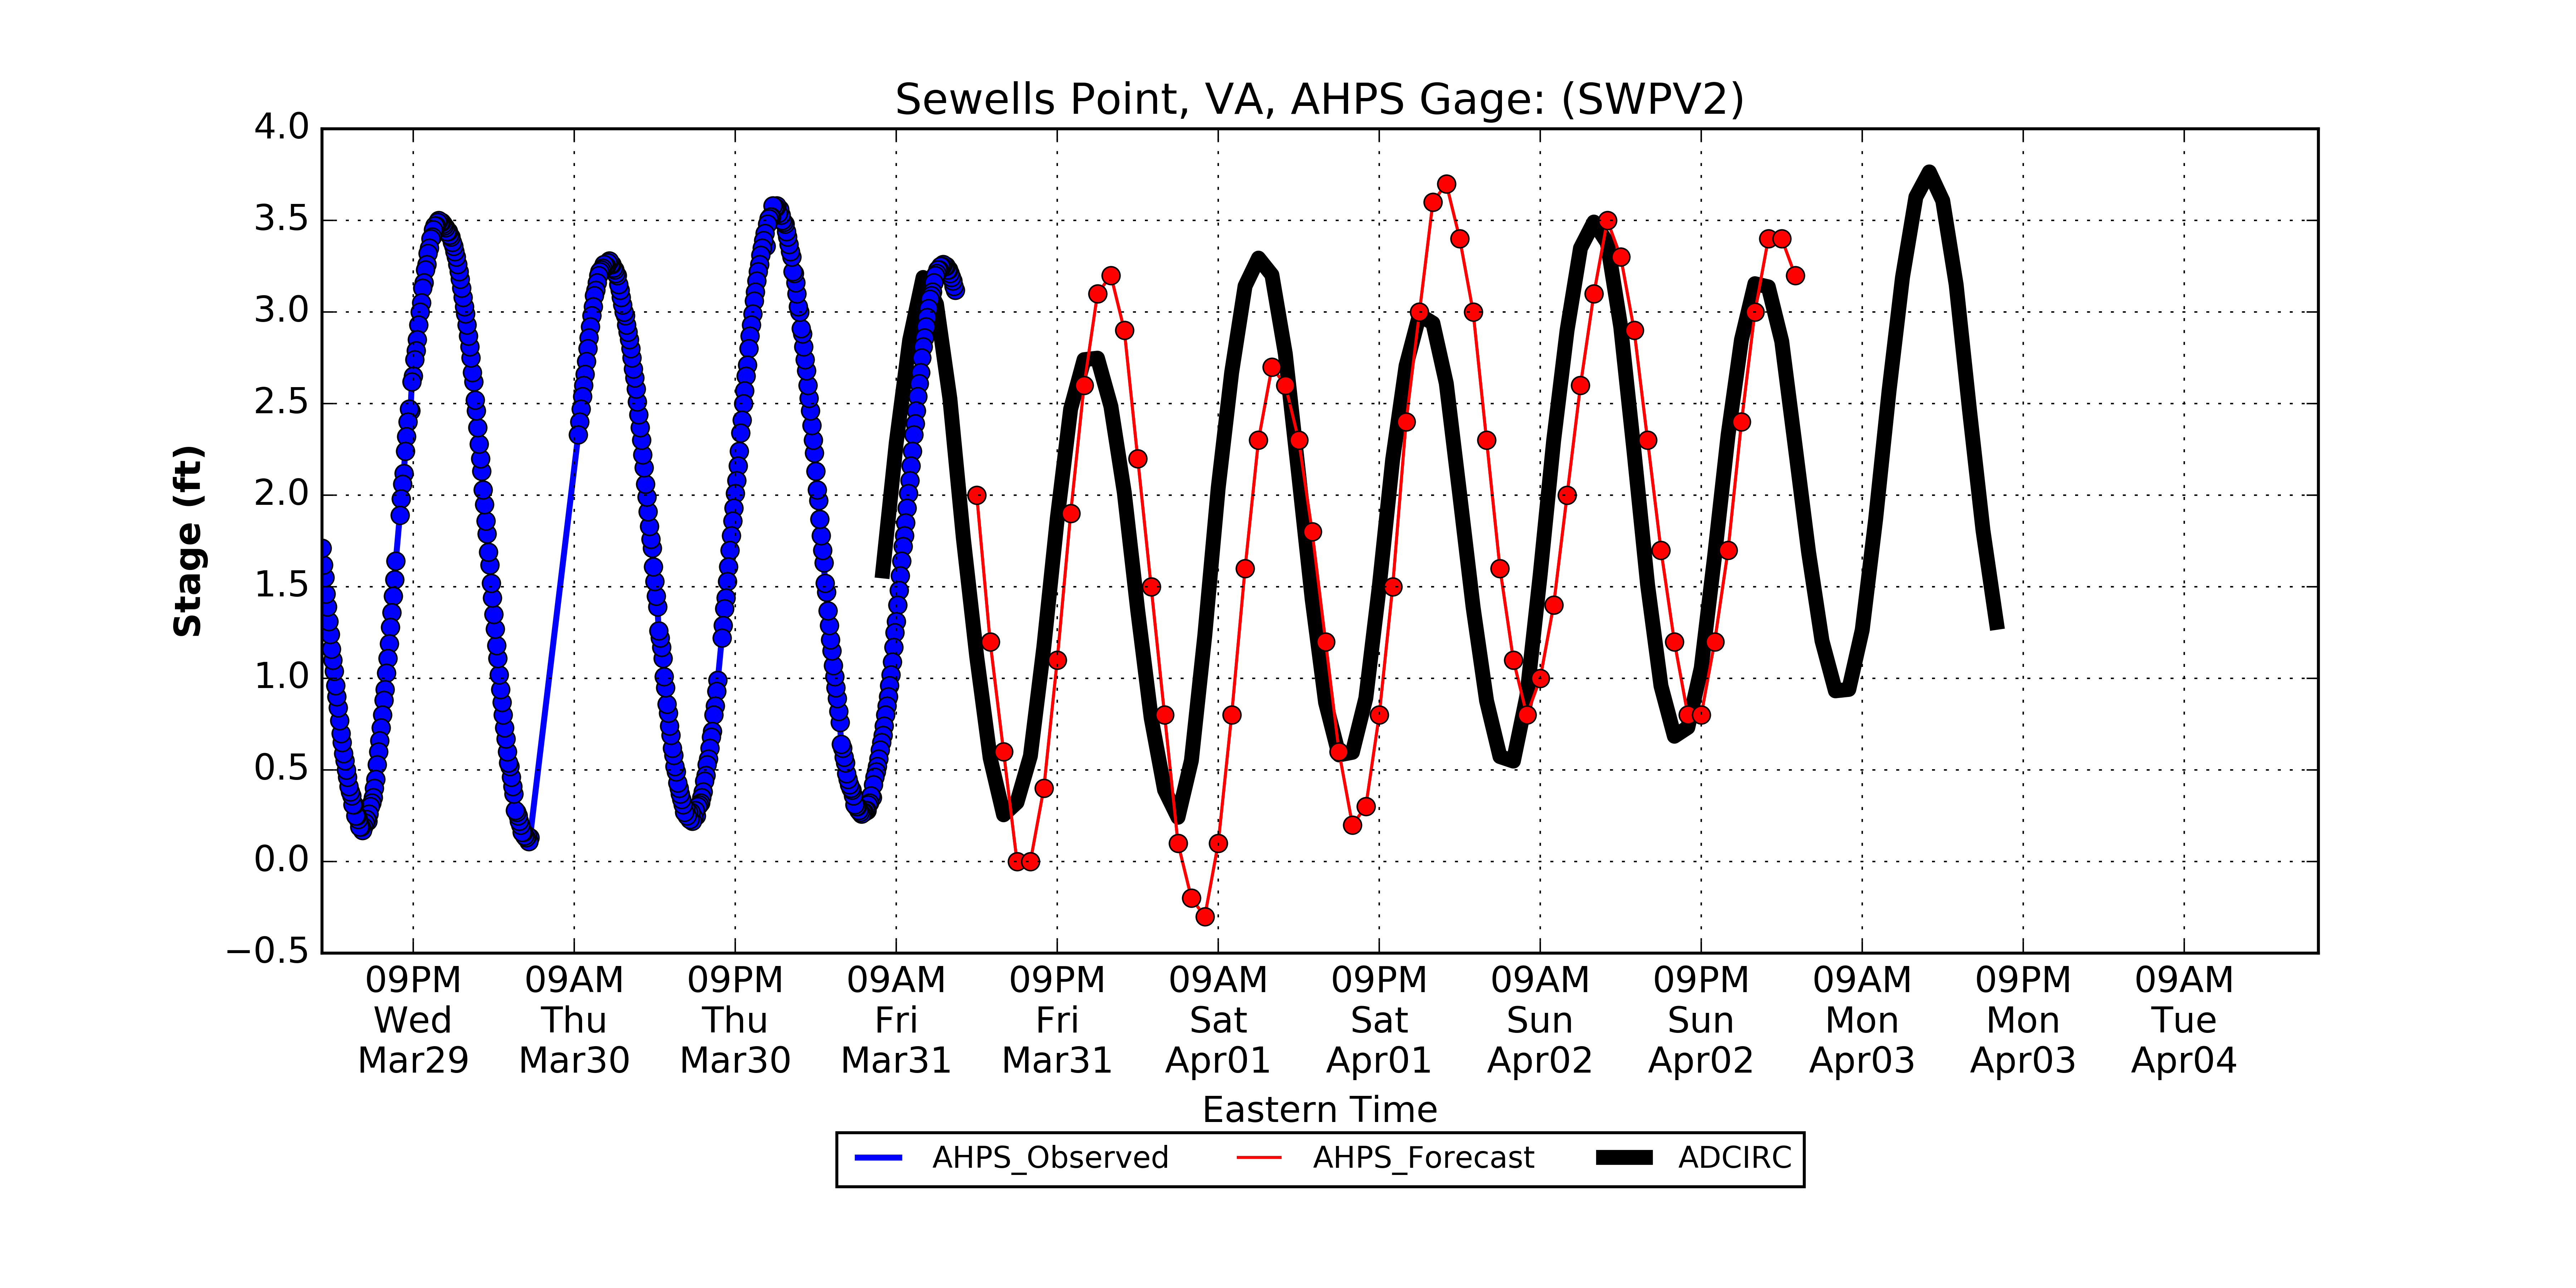 Sewells Point, VA, AHPS Gage: (SWPV2)
4.0
3.5
3.0
2.5
2.0
1.5
1.0
0.5
0.0
−0.5
Stage (ft)
09PM
Wed
Mar29
09AM
Thu
Mar30
09PM
Thu
Mar30
09AM
Fri
Mar31
09PM
Fri
Mar31
09AM
Sat
Apr01
09PM
Sat
Apr01
09AM
Sun
Apr02
09PM
Sun
Apr02
09AM
Mon
Apr03
09PM
Mon
Apr03
09AM
Tue
Apr04
Eastern Time
AHPS_Observed
AHPS_Forecast
ADCIRC